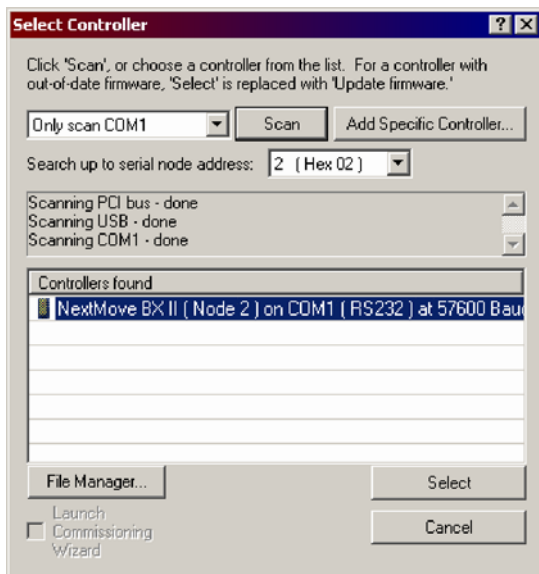 Select Controller
Click 'Scan', or choose a controller from the list. For a controller with
out-of-date firmware, 'Select' is replaced with 'Update firmware.'
Only scan COM1
Scan
Add Specific Controller...
Search up to serial node address:
2 ( Hex 02 )
Scanning PCI bus - done
Scanning USB - done
Scanning COM1 - done
Controllers found
NextMove BX II ( Node 2 ) on COM1 ( RS232 ) at 57600 Bau
File Manager...
Select
Launch
Commissioning
Wizard
Cancel